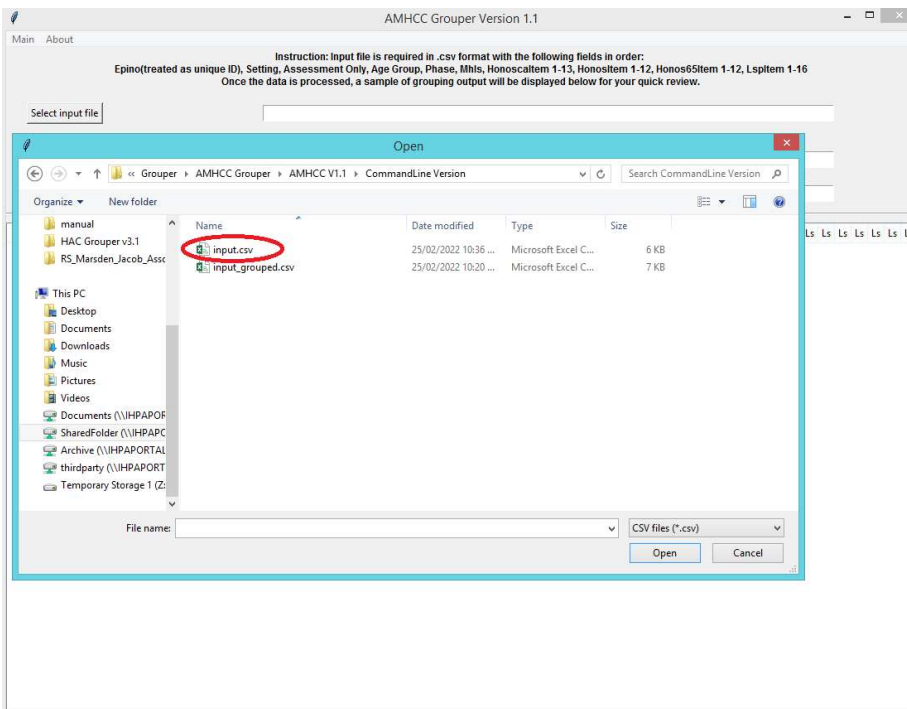 AMHCC Grouper Version 1.1
Main About
Instruction: Input file is required in .csv format with the following fields in order:
Epino(treated as unique ID), Setting, Assessment Only, Age Group, Phase, Mhls, HonoscaItem 1-13, HonosItem 1-12, Honos65Item 1-12, LspItem 1-16
Once the data is processed, a sample of grouping output will be displayed below for your quick review.
Select input file
Open
« Grouper AMHCC Grouper AMHCC V1.1 CommandLine Version
Search CommandLine Version
Organize New folder
manual
HAC Grouper v3.1
RS_Marsden_Jacob_Assc
This PC
Desktop
Documents
Downloads
Music
Pictures
Videos
Documents (\\IHPAPOR
SharedFolder (\\IHPAPC
Archive (\\IHPAPORTAL
thirdparty (\\IHPAPORT
Temporary Storage 1 (Z:
Name Date modified Type Size
input.csv 25/02/2022 10:36 ... Microsoft Excel C... 6 KB
input_grouped.csv 25/02/2022 10:20 ... Microsoft Excel C... 7 KB
Ls Ls Ls Ls Ls Ls L
File name: CSV files (*.csv)
Open Cancel